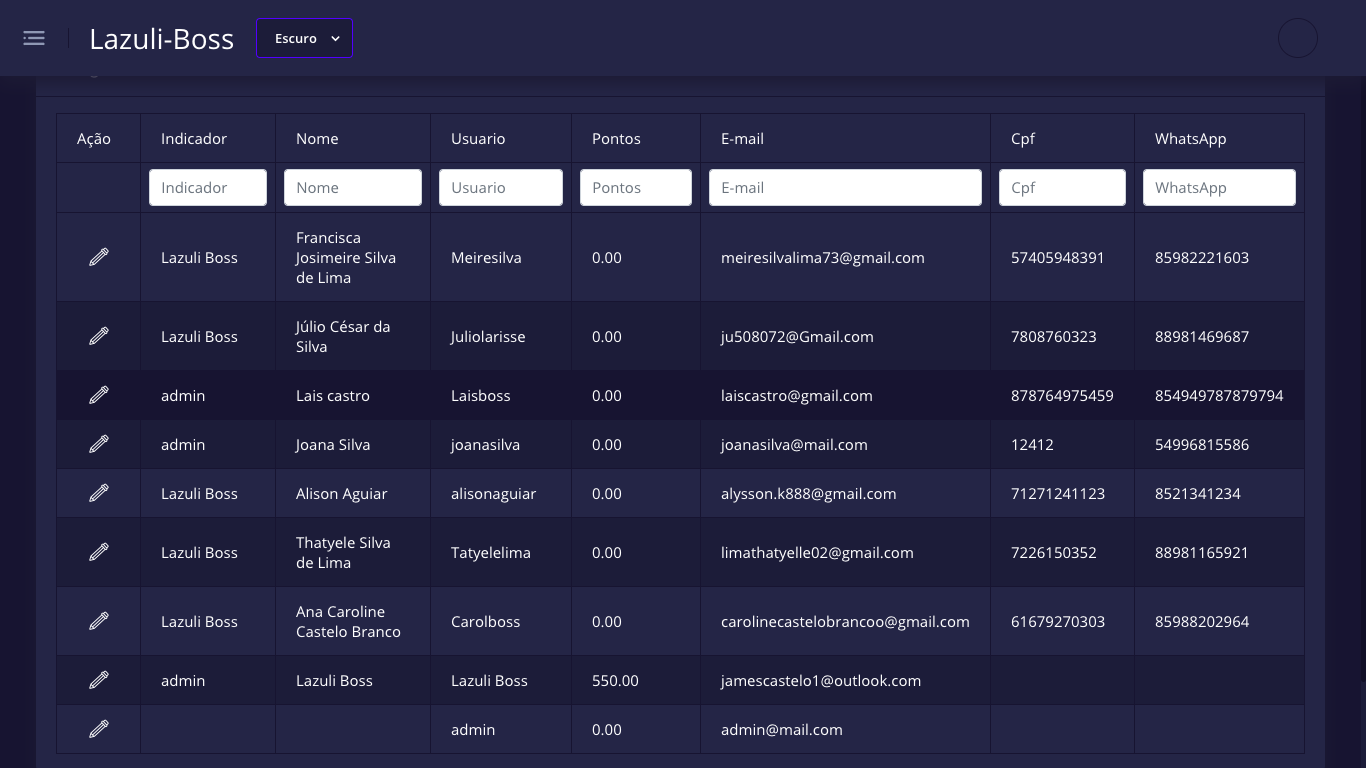 Lazuli-Boss
Escuro
Ação Indicador Nome Usuario Pontos E-mail Cpf WhatsApp
Indicador Nome Usuario Pontos E-mail Cpf WhatsApp
Lazuli Boss Francisca Josimeire Silva de Lima Meiresilva 0.00 meiresilvalima73@gmail.com 57405948391 85982221603
Lazuli Boss Júlio César da Silva Juliolarisse 0.00 ju508072@Gmail.com 7808760323 88981469687
admin Lais castro Laisboss 0.00 laiscastro@gmail.com 878764975459 854949787879794
admin Joana Silva joanasilva 0.00 joanasilva@mail.com 12412 54996815586
Lazuli Boss Alison Aguiar alisonaguiar 0.00 alysson.k888@gmail.com 71271241123 8521341234
Lazuli Boss Thatyele Silva de Lima Tatyelelima 0.00 limathatyelle02@gmail.com 7226150352 88981165921
Lazuli Boss Ana Caroline Castelo Branco Carolboss 0.00 carolinecastelobrancoo@gmail.com 61679270303 85988202964
admin Lazuli Boss Lazuli Boss 550.00 jamescastelo1@outlook.com
admin 0.00 admin@mail.com